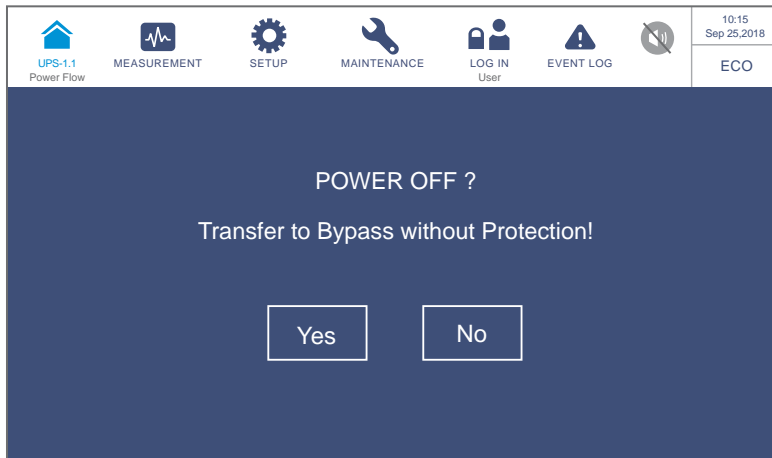 10:15
Sep 25,2018
UPS-1.1
Power Flow
MEASUREMENT
SETUP
MAINTENANCE
LOG IN
User
EVENT LOG
ECO
POWER OFF ?
Transfer to Bypass without Protection!
Yes
No